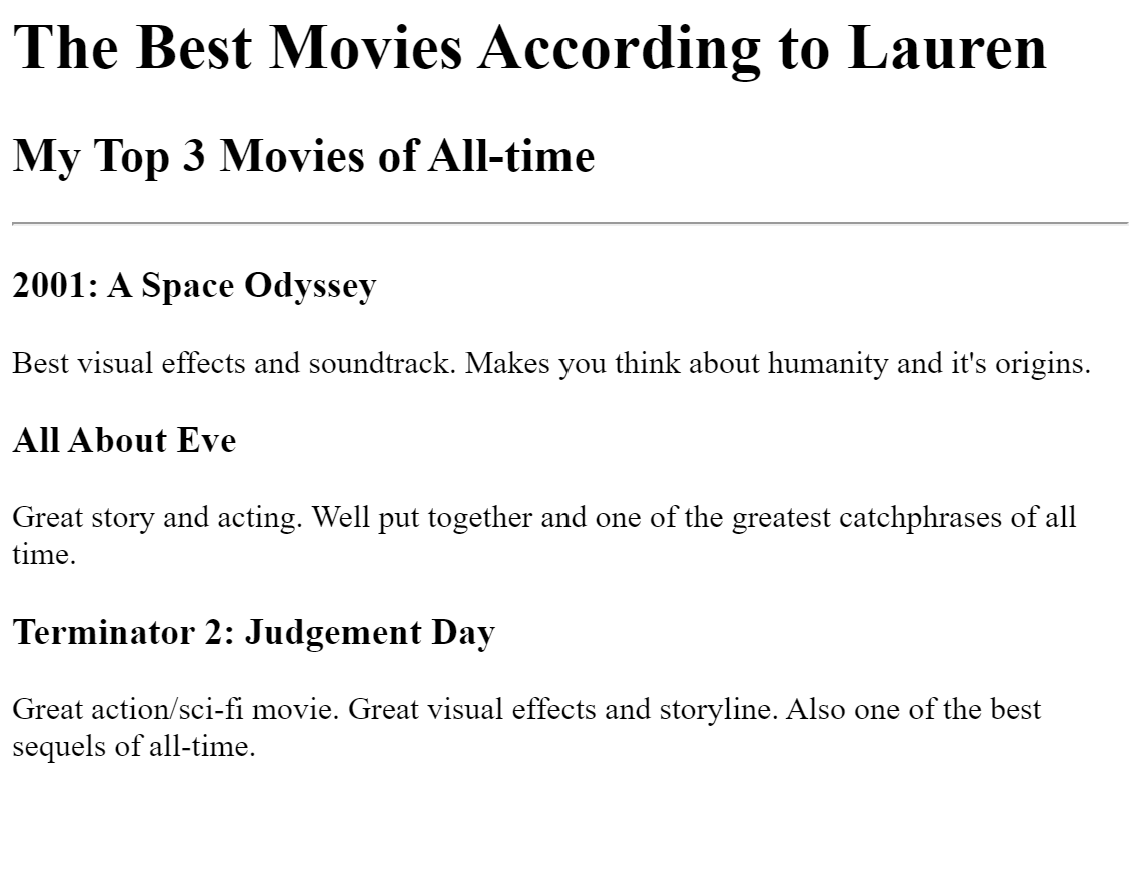 The Best Movies According to Lauren
My Top 3 Movies of All-time
2001: A Space Odyssey
Best visual effects and soundtrack. Makes you think about humanity and it's origins.
All About Eve
Great story and acting. Well put together and one of the greatest catchphrases of all
time.
Terminator 2: Judgement Day
Great action/sci-fi movie. Great visual effects and storyline. Also one of the best
sequels of all-time.